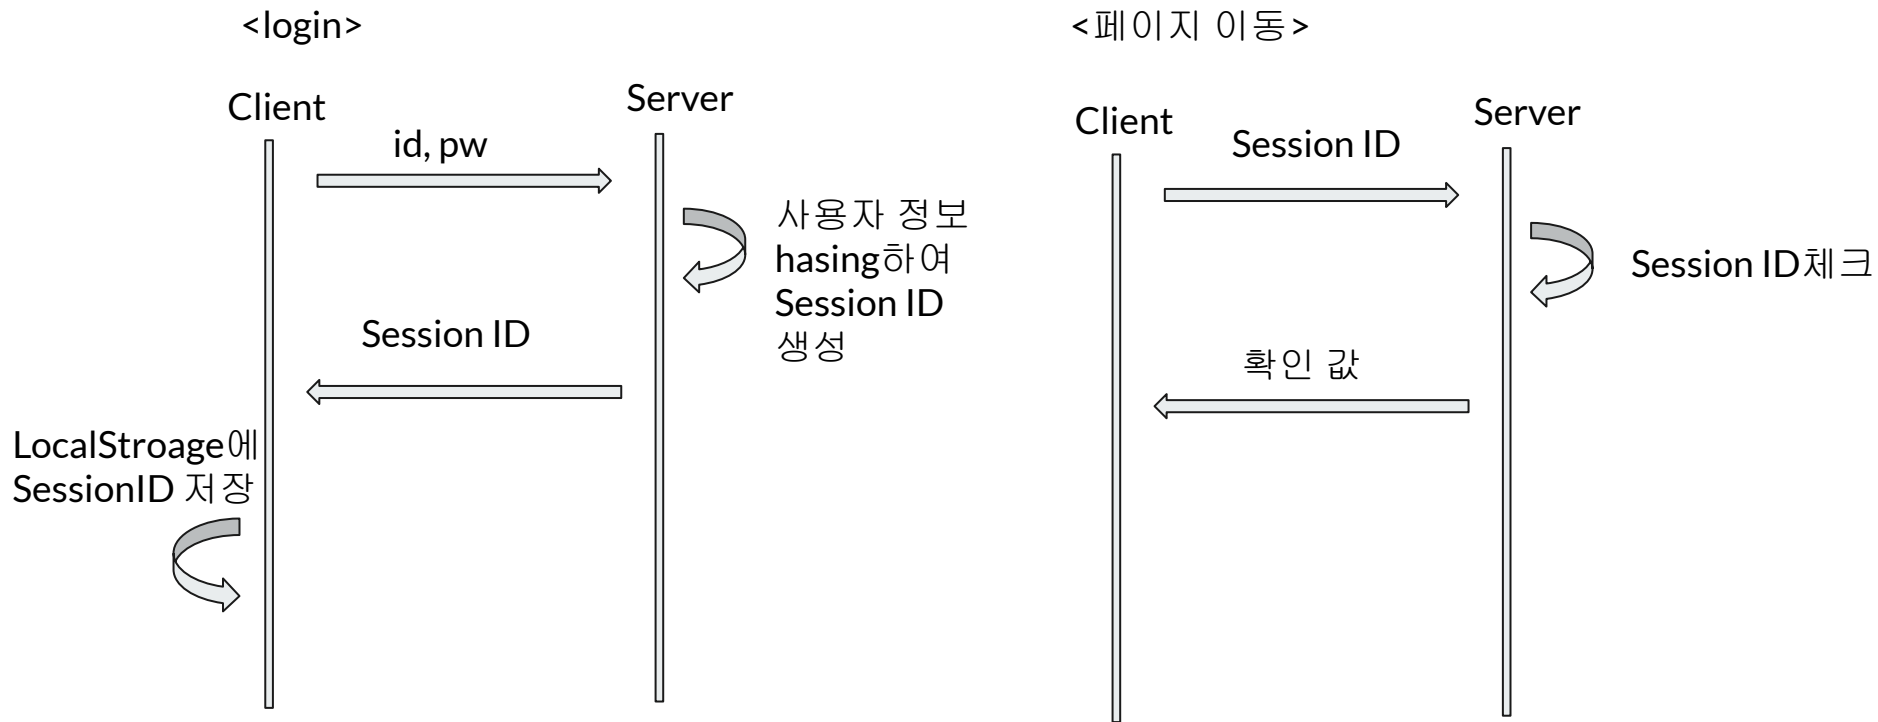 <login>
Client
Server
id, pw
사용자 정보
hasing하여
Session ID
생성
Session ID
LocalStroage에
SessionID 저장
<페이지 이동>
Client
Server
Session ID
Session ID체크
확인 값